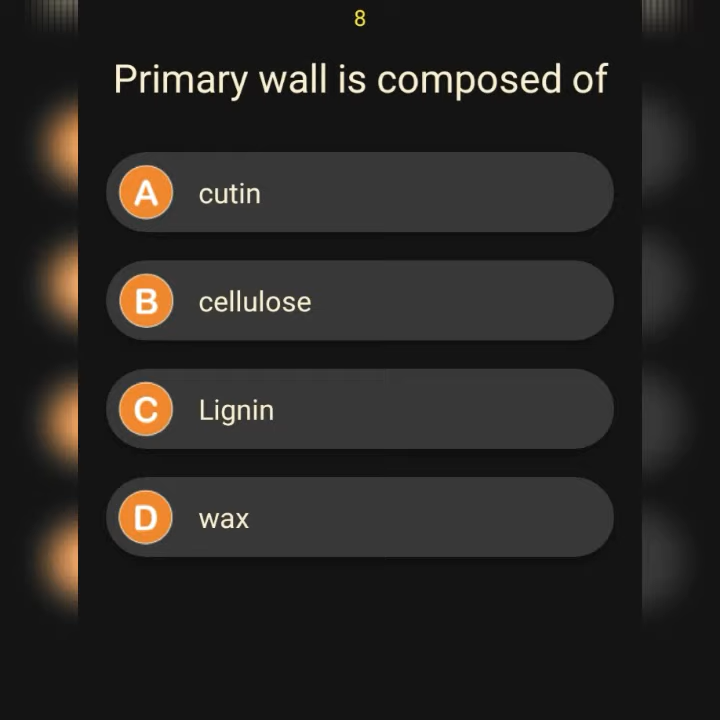 8
Primary wall is composed of
A cutin
B cellulose
C Lignin
D wax